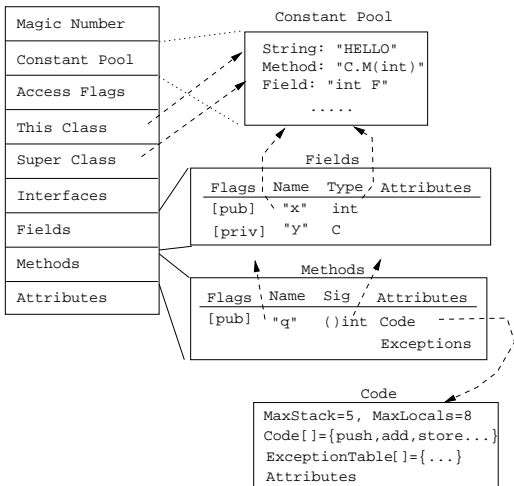 Magic Number
Constant Pool
Access Flags
This Class
Super Class
Interfaces
Fields
Methods
Attributes
Constant Pool
String: "HELLO"
Method: "C.M(int)"
Field: "int F"
.....
Fields
Flags Name Type Attributes
[pub] "x" int
[priv] "y" C
Methods
Flags Name Sig Attributes
[pub] "q" ()int Code
Exceptions
Code
MaxStack=5, MaxLocals=8
Code[]={push,add,store...}
ExceptionTable[]={...}
Attributes